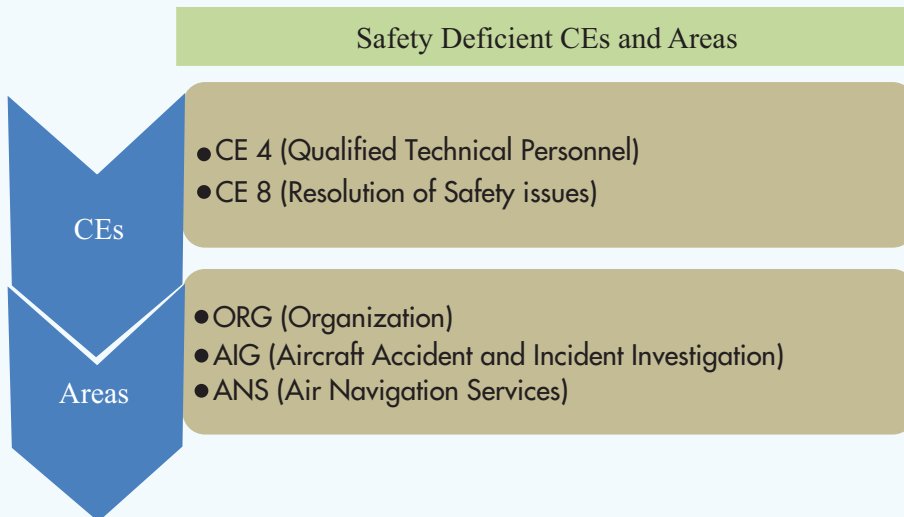 Safety Deficient CEs and Areas
CEs
● CE 4 (Qualified Technical Personnel)
● CE 8 (Resolution of Safety issues)
Areas
● ORG (Organization)
● AIG (Aircraft Accident and Incident Investigation)
● ANS (Air Navigation Services)